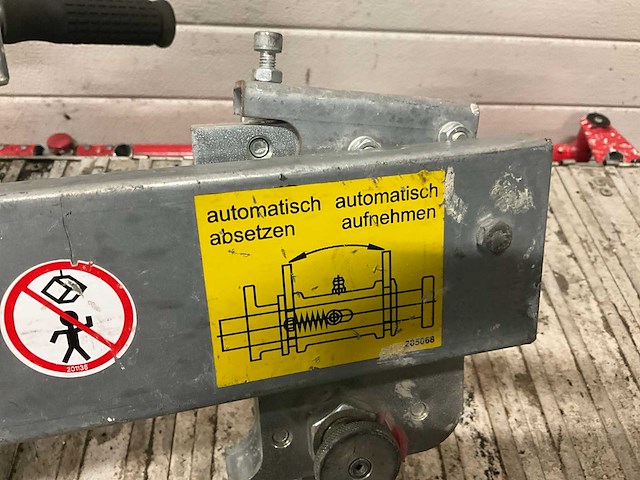 automatisch automatisch
absetzen aufnehmen
205068
201136